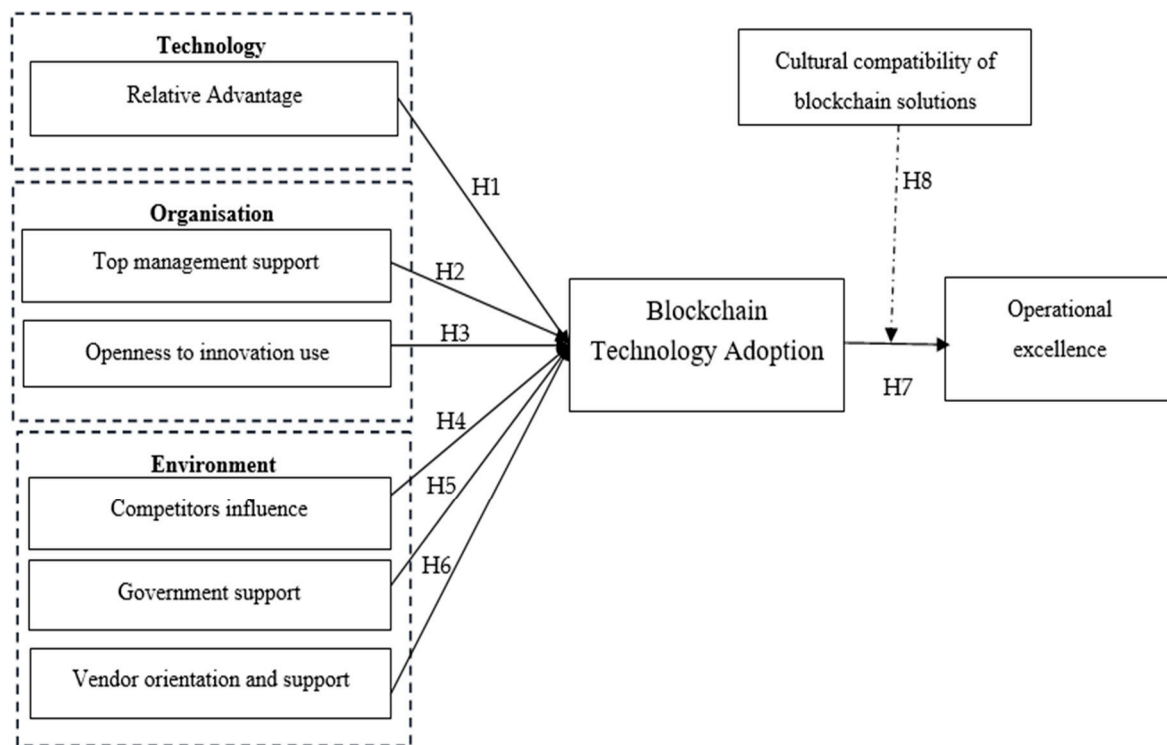 Technology
Relative Advantage
H1
Organisation
Top management support
H2
Openness to innovation use
H3
Environment
Competitors influence
H4
Government support
H5
Vendor orientation and support
H6
Blockchain
Technology Adoption
Cultural compatibility of
blockchain solutions
H8
H7
Operational
excellence